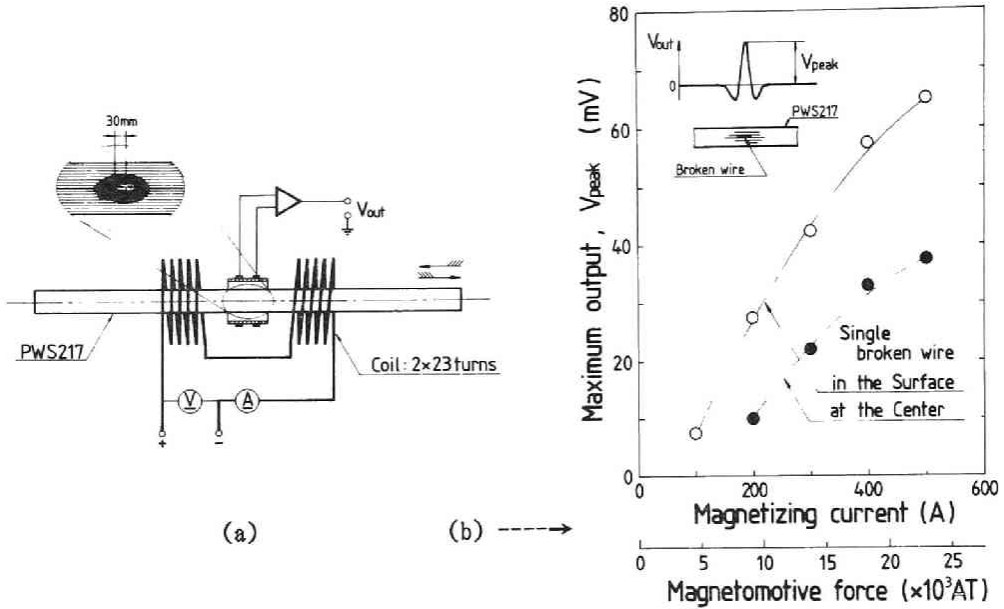 30mm
Vout
PWS217
Coil: 2×23turns
V
A
+
-
(a)
(b)
Maximum output, Vpeak (mV)
80
60
40
20
0
Vout
0
Vpeak
PWS217
Broken wire
Single
broken wire
in the Surface
at the Center
0
200
400
600
Magnetizing current (A)
0
5
10
15
20
25
Magnetomotive force (×10³AT)